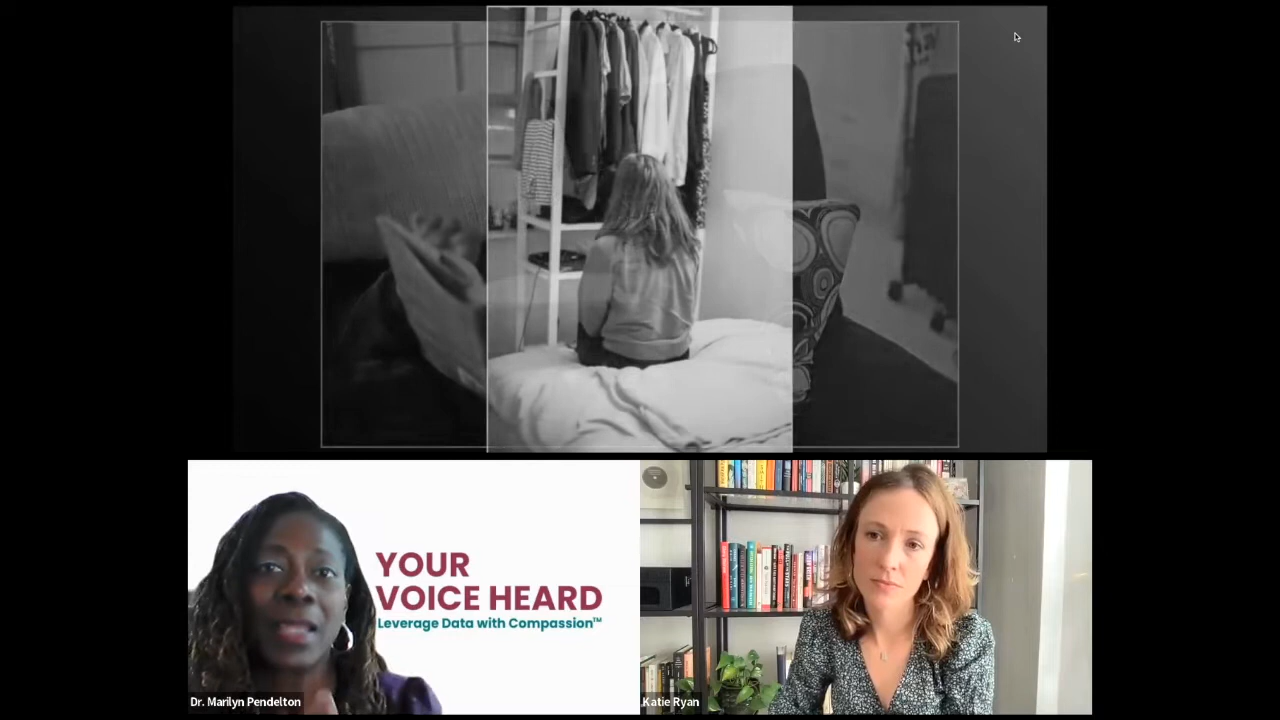 YOUR
VOICE HEARD
Leverage Data with Compassion™
Dr. Marilyn Pendelton
Katie Ryan